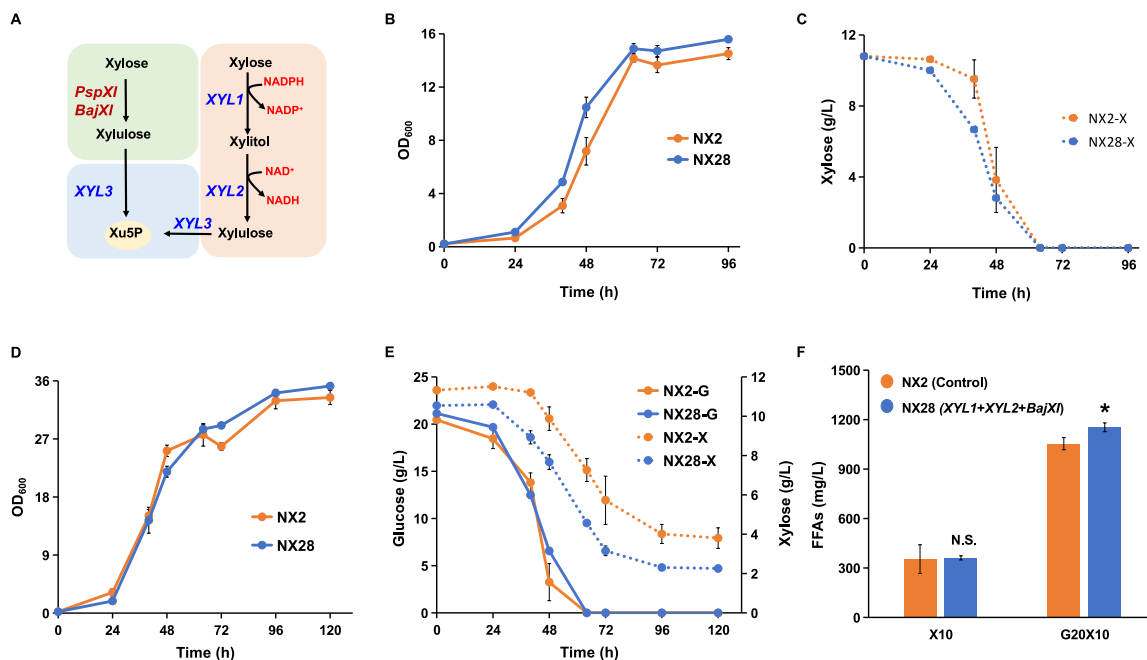 A
Xylose
PspXI
BajXI
Xylulose
XYL3
Xu5P
Xylose
NADPH
XYL1
NADP⁺
Xylitol
NAD⁺
XYL2
NADH
XYL3
Xylulose
B
16
12
8
4
0
OD₆₀₀
NX2
NX28
0 24 48 72 96
Time (h)
C
12
8
4
0
Xylose (g/L)
NX2-X
NX28-X
0 24 48 72 96
Time (h)
D
36
27
18
9
0
OD₆₀₀
NX2
NX28
0 24 48 72 96 120
Time (h)
E
25
20
15
10
5
0
Glucose (g/L)
NX2-G
NX28-G
NX2-X
NX28-X
12
10
8
6
4
2
0
Xylose (g/L)
0 24 48 72 96 120
Time (h)
F
1500
1200
900
600
300
0
FFAs (mg/L)
NX2 (Control)
NX28 (XYL1+XYL2+BajXI)
*
N.S.
X10 G20X10